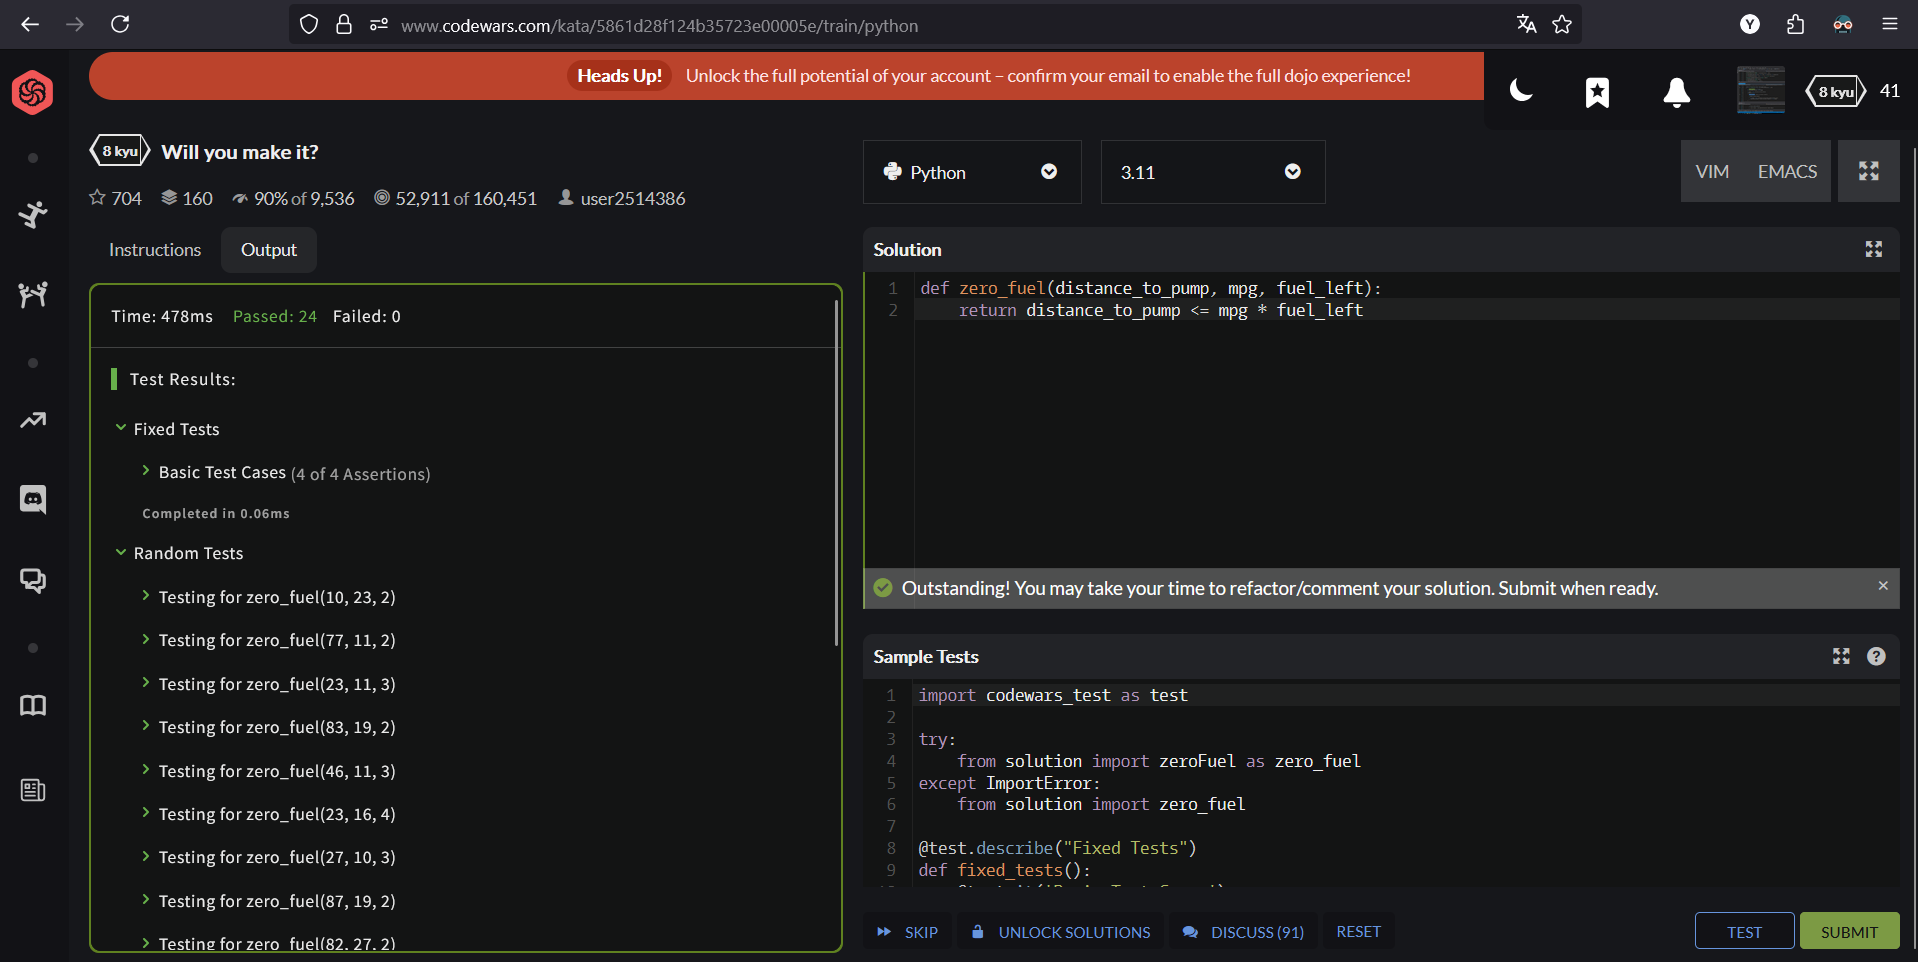 www.codewars.com/kata/5861d28f124b35723e00005e/train/python
Y
Heads Up! Unlock the full potential of your account – confirm your email to enable the full dojo experience!
8 kyu 41
8 kyu Will you make it?
704 160 90% of 9,536 52,911 of 160,451 user2514386
Python
3.11
VIM EMACS
Instructions Output
Time: 478ms Passed: 24 Failed: 0
Test Results:
Fixed Tests
Basic Test Cases (4 of 4 Assertions)
Completed in 0.06ms
Random Tests
Testing for zero_fuel(10, 23, 2)
Testing for zero_fuel(77, 11, 2)
Testing for zero_fuel(23, 11, 3)
Testing for zero_fuel(83, 19, 2)
Testing for zero_fuel(46, 11, 3)
Testing for zero_fuel(23, 16, 4)
Testing for zero_fuel(27, 10, 3)
Testing for zero_fuel(87, 19, 2)
Testing for zero_fuel(82, 27, 2)
Solution
1 def zero_fuel(distance_to_pump, mpg, fuel_left):
2     return distance_to_pump <= mpg * fuel_left
Outstanding! You may take your time to refactor/comment your solution. Submit when ready.
Sample Tests
1 import codewars_test as test
2
3 try:
4     from solution import zeroFuel as zero_fuel
5 except ImportError:
6     from solution import zero_fuel
7
8 @test.describe("Fixed Tests")
9 def fixed_tests():
SKIP UNLOCK SOLUTIONS DISCUSS (91) RESET
TEST SUBMIT